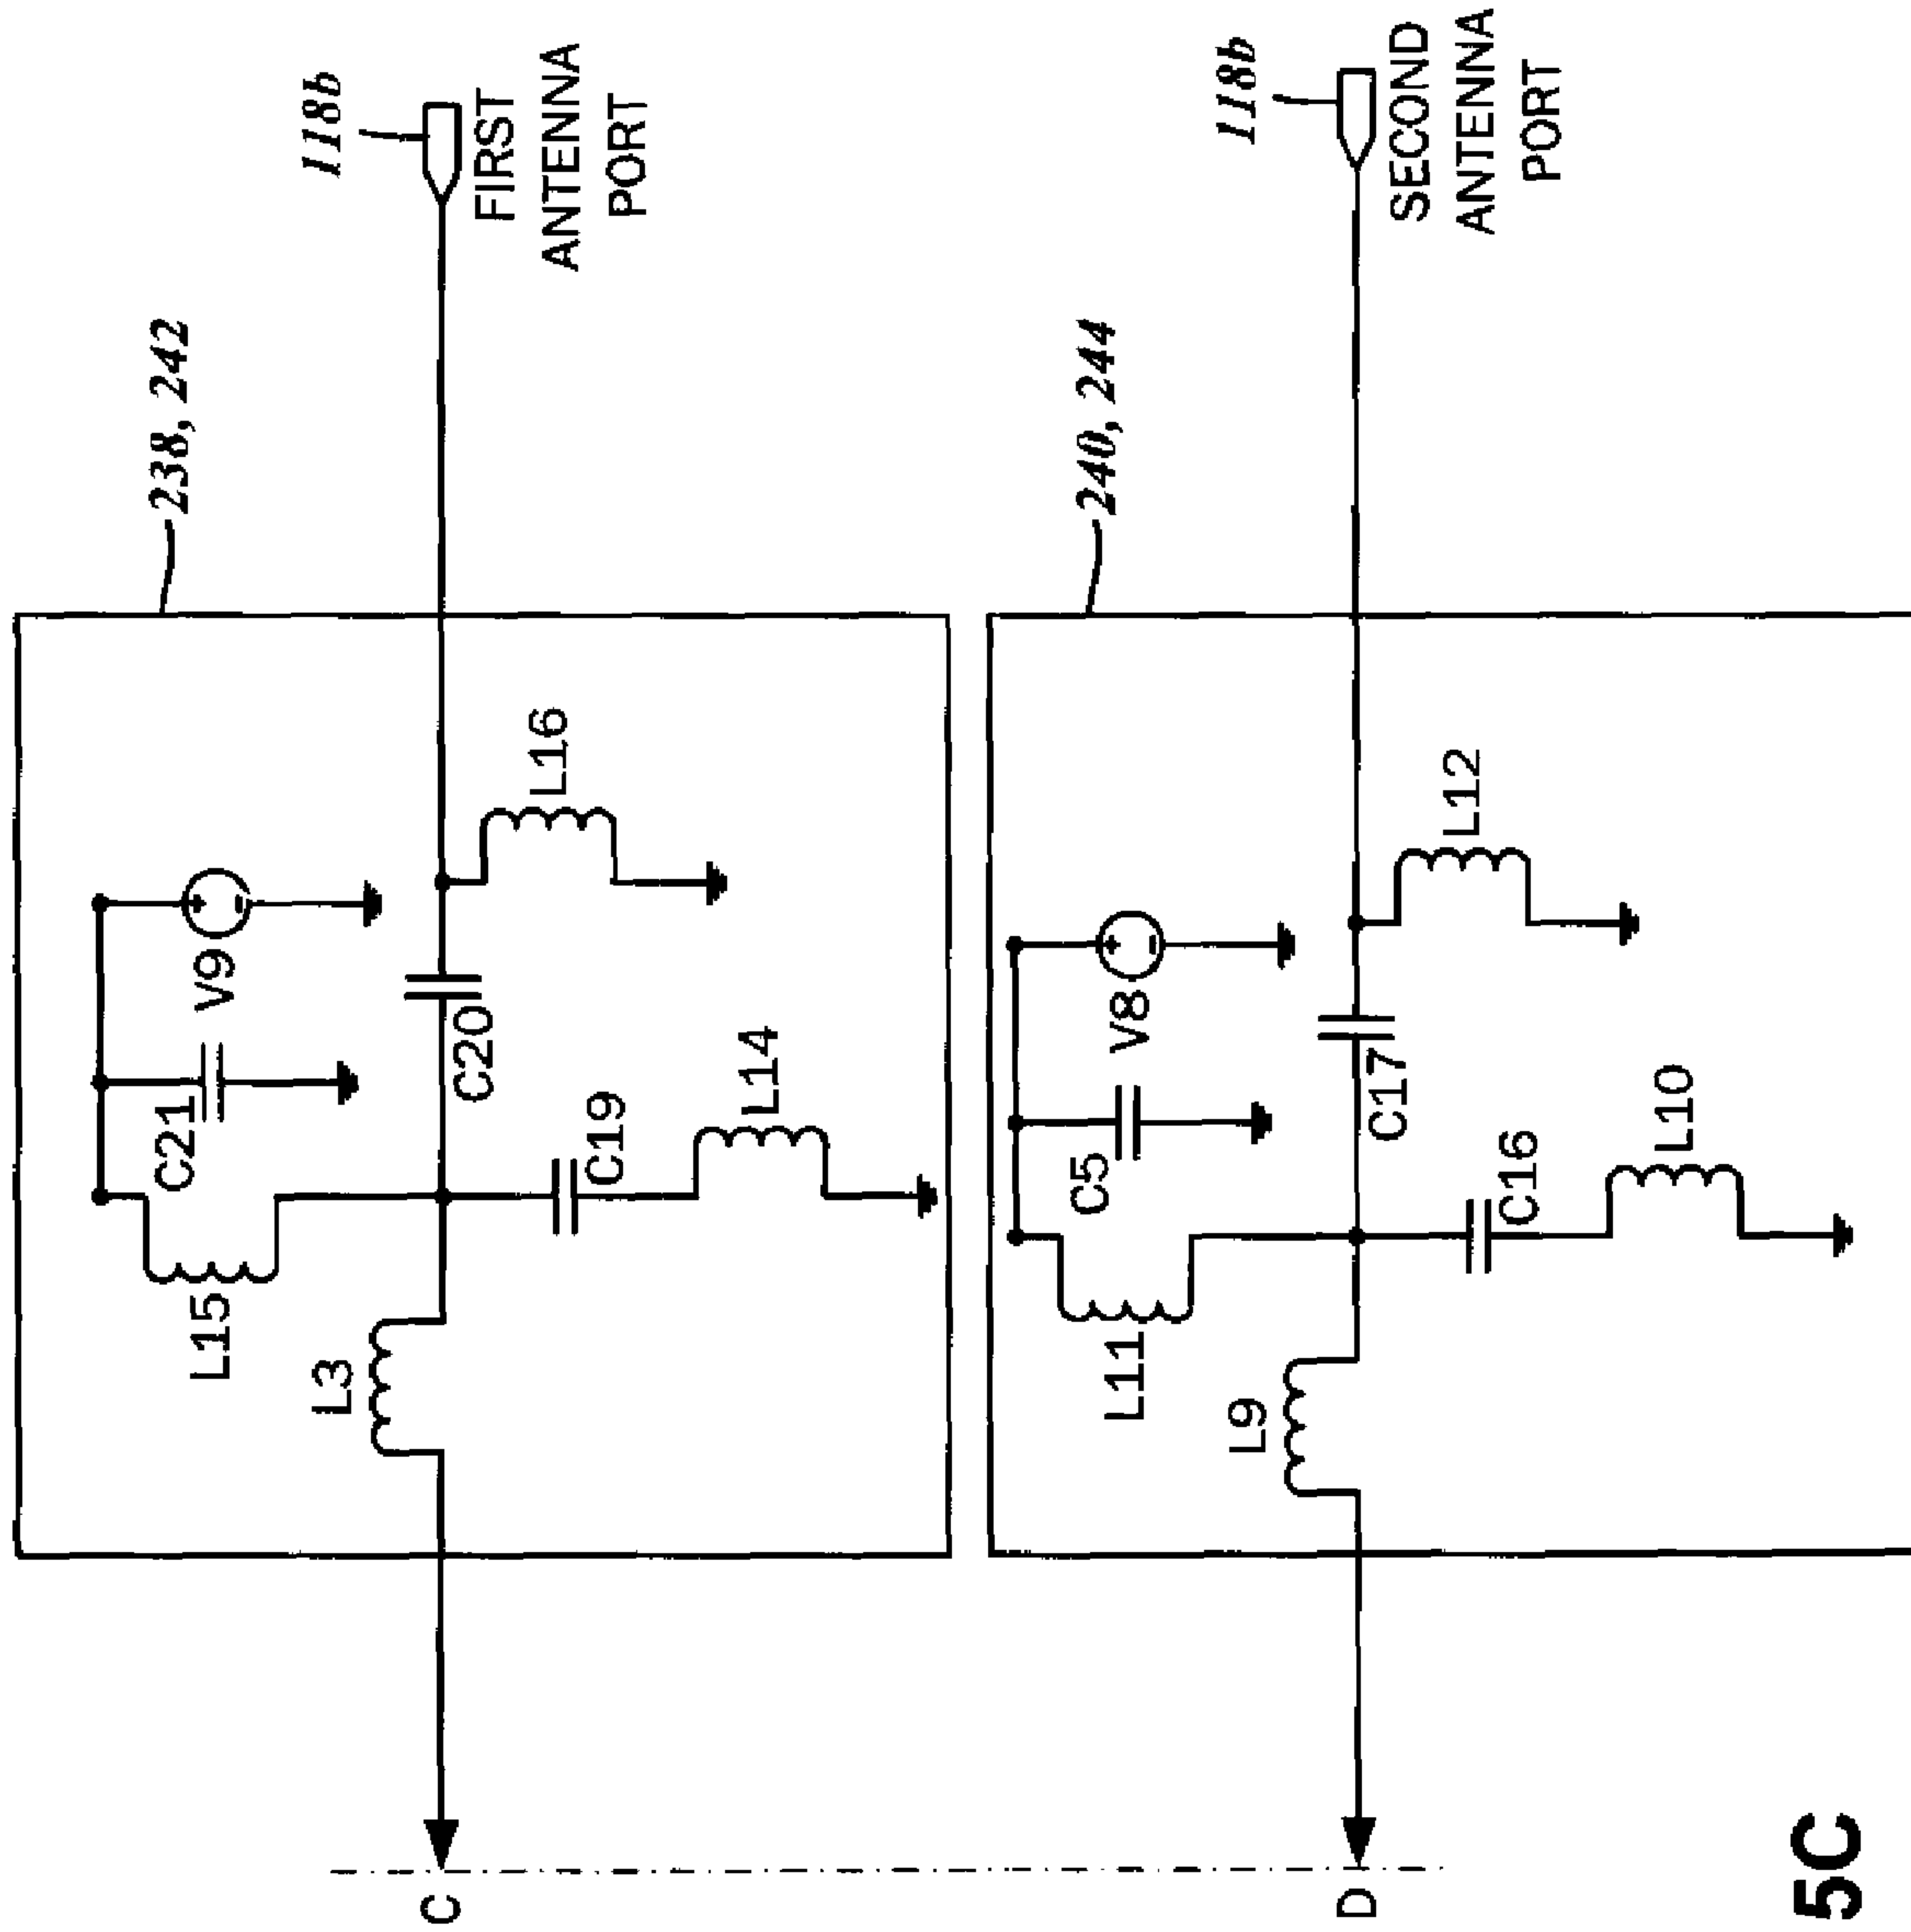 238, 242
118b
FIRST
ANTENNA
PORT
V9
C21
L15
L3
C20
L16
C19
L14
C
240, 244
118b
SECOND
ANTENNA
PORT
V8
C5
L11
L9
C17
L12
C16
L10
D
5C